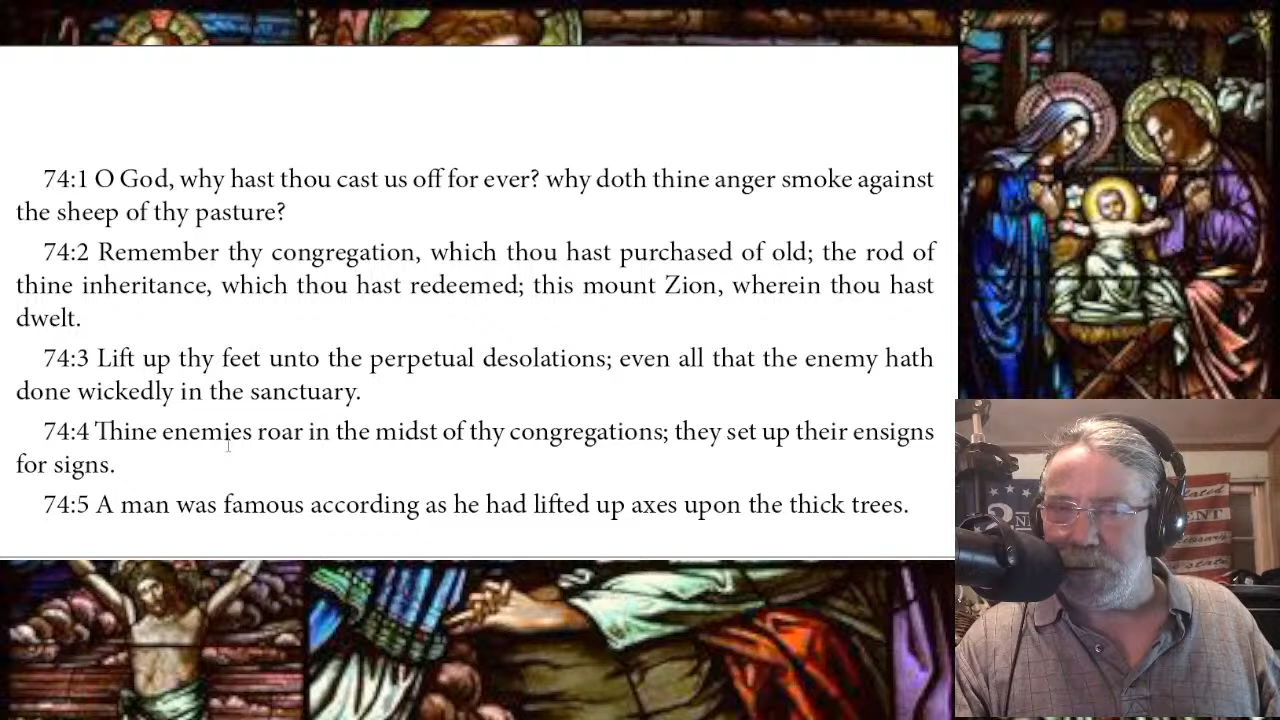 74:1 O God, why hast thou cast us off for ever? why doth thine anger smoke against
the sheep of thy pasture?
74:2 Remember thy congregation, which thou hast purchased of old; the rod of
thine inheritance, which thou hast redeemed; this mount Zion, wherein thou hast
dwelt.
74:3 Lift up thy feet unto the perpetual desolations; even all that the enemy hath
done wickedly in the sanctuary.
74:4 Thine enemies roar in the midst of thy congregations; they set up their ensigns
for signs.
74:5 A man was famous according as he had lifted up axes upon the thick trees.